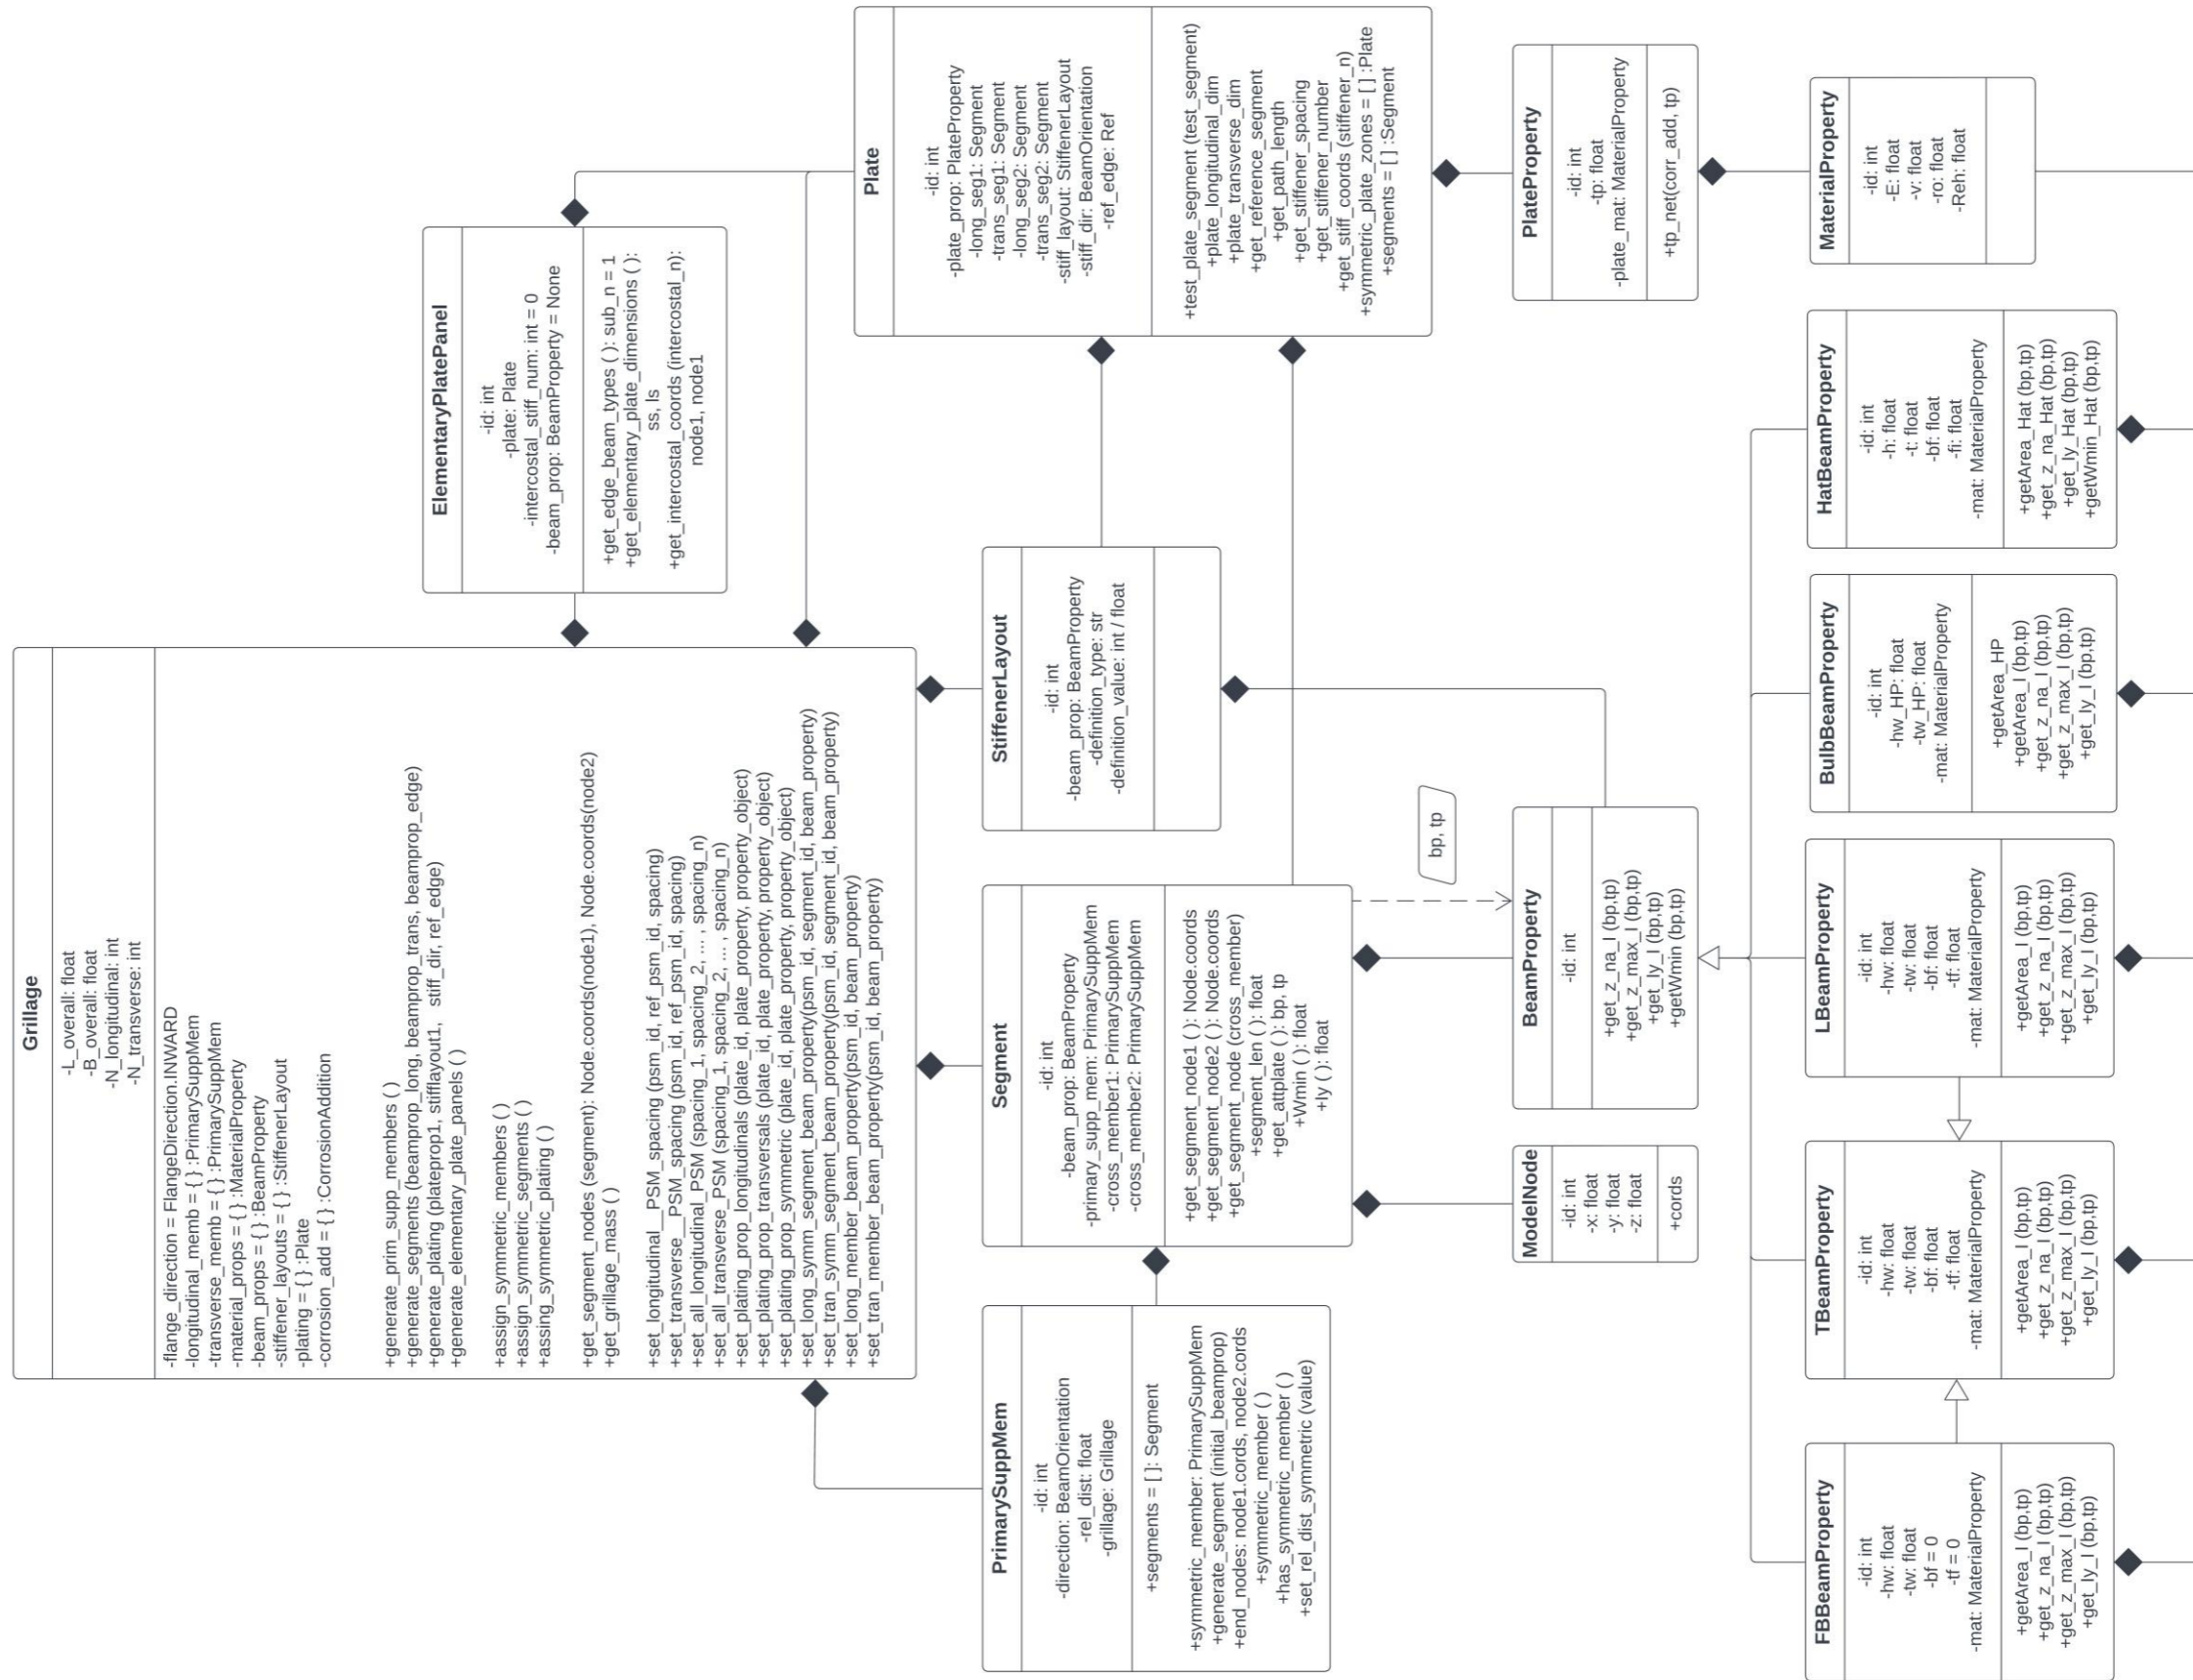 Grillage
-L_overall: float
-B_overall: float
-N_longitudinal: int
-N_transverse: int
-flange_direction = FlangeDirection.INWARD
-longitudinal_memb = { } :PrimarySuppMem
-transverse_memb = { } :PrimarySuppMem
-material_props = { } :MaterialProperty
-beam_props = { } :BeamProperty
-stiffener_layouts = { } :StiffenerLayout
-plating = { } :Plate
-corrosion_add = { } :CorrosionAddition
+generate_prim_supp_members ( )
+generate_segments (beamprop_long, beamprop_trans, beamprop_edge)
+generate_plating (plateprop1, stifflayout1, stiff_dir, ref_edge)
+generate_elementary_plate_panels ( )
+assign_symmetric_members ( )
+assign_symmetric_segments ( )
+assing_symmetric_plating ( )
+get_segment_nodes (segment): Node.coords(node1), Node.coords(node2)
+get_grillage_mass ( )
+set_longitudinal__PSM_spacing (psm_id, ref_psm_id, spacing)
+set_transverse__PSM_spacing (psm_id, ref_psm_id, spacing)
+set_all_longitudinal_PSM (spacing_1, spacing_2, ... , spacing_n)
+set_all_transverse_PSM (spacing_1, spacing_2, ... , spacing_n)
+set_plating_prop_longitudinals (plate_id, plate_property, property_object)
+set_plating_prop_transversals (plate_id, plate_property, property_object)
+set_plating_prop_symmetric (plate_id, plate_property, property_object)
+set_long_symm_segment_beam_property(psm_id, segment_id, beam_property)
+set_tran_symm_segment_beam_property(psm_id, segment_id, beam_property)
+set_long_member_beam_property(psm_id, beam_property)
+set_tran_member_beam_property(psm_id, beam_property)
ElementaryPlatePanel
-id: int
-plate: Plate
-intercostal_stiff_num: int = 0
-beam_prop: BeamProperty = None
+get_edge_beam_types ( ): sub_n = 1
+get_elementary_plate_dimensions ( ):
ss, ls
+get_intercostal_coords (intercostal_n):
node1, node1
Plate
-id: int
-plate_prop: PlateProperty
-long_seg1: Segment
-trans_seg1: Segment
-long_seg2: Segment
-trans_seg2: Segment
-stiff_layout: StiffenerLayout
-stiff_dir: BeamOrientation
-ref_edge: Ref
+test_plate_segment (test_segment)
+plate_longitudinal_dim
+plate_transverse_dim
+get_reference_segment
+get_path_length
+get_stiffener_spacing
+get_stiffener_number
+get_stiff_coords (stiffener_n)
+symmetric_plate_zones = [ ] :Plate
+segments = [ ] :Segment
PrimarySuppMem
-id: int
-direction: BeamOrientation
-rel_dist: float
-grillage: Grillage
+segments = [ ]: Segment
+symmetric_member: PrimarySuppMem
+generate_segment (initial_beamprop)
+end_nodes: node1.cords, node2.cords
+symmetric_member ( )
+has_symmetric_member ( )
+set_rel_dist_symmetric (value)
Segment
-id: int
-beam_prop: BeamProperty
-primary_supp_mem: PrimarySuppMem
-cross_member1: PrimarySuppMem
-cross_member2: PrimarySuppMem
+get_segment_node1 ( ): Node.coords
+get_segment_node2 ( ): Node.coords
+get_segment_node (cross_member)
+segment_len ( ): float
+get_attplate ( ): bp, tp
+Wmin ( ): float
+Iy ( ): float
StiffenerLayout
-id: int
-beam_prop: BeamProperty
-definition_type: str
-definition_value: int / float
bp, tp
ModelNode
-id: int
-x: float
-y: float
-z: float
+cords
BeamProperty
-id: int
+get_z_na_I (bp,tp)
+get_z_max_I (bp,tp)
+get_Iy_I (bp,tp)
+getWmin (bp,tp)
PlateProperty
-id: int
-tp: float
-plate_mat: MaterialProperty
+tp_net(corr_add, tp)
FBBeamProperty
-id: int
-hw: float
-tw: float
-bf = 0
-tf = 0
-mat: MaterialProperty
+getArea_I (bp,tp)
+get_z_na_I (bp,tp)
+get_z_max_I (bp,tp)
+get_Iy_I (bp,tp)
TBeamProperty
-id: int
-hw: float
-tw: float
-bf: float
-tf: float
-mat: MaterialProperty
+getArea_I (bp,tp)
+get_z_na_I (bp,tp)
+get_z_max_I (bp,tp)
+get_Iy_I (bp,tp)
LBeamProperty
-id: int
-hw: float
-tw: float
-bf: float
-tf: float
-mat: MaterialProperty
+getArea_I (bp,tp)
+get_z_na_I (bp,tp)
+get_z_max_I (bp,tp)
+get_Iy_I (bp,tp)
BulbBeamProperty
-id: int
-hw_HP: float
-tw_HP: float
-mat: MaterialProperty
+getArea_HP
+getArea_I (bp,tp)
+get_z_na_I (bp,tp)
+get_z_max_I (bp,tp)
+get_Iy_I (bp,tp)
HatBeamProperty
-id: int
-h: float
-t: float
-bf: float
-fi: float
-mat: MaterialProperty
+getArea_Hat (bp,tp)
+get_z_na_Hat (bp,tp)
+get_Iy_Hat (bp,tp)
+getWmin_Hat (bp,tp)
MaterialProperty
-id: int
-E: float
-v: float
-ro: float
-Reh: float